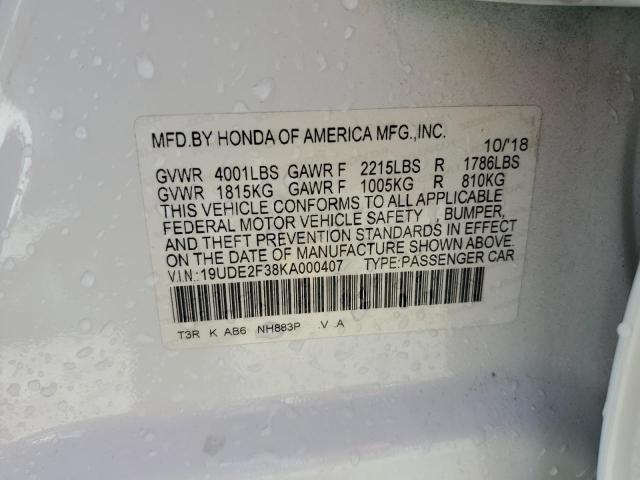 MFD.BY HONDA OF AMERICA MFG.,INC. 10/'18
GVWR 4001LBS GAWR F 2215LBS R 1786LBS
GVWR 1815KG GAWR F 1005KG R 810KG
THIS VEHICLE CONFORMS TO ALL APPLICABLE
FEDERAL MOTOR VEHICLE SAFETY , BUMPER,
AND THEFT PREVENTION STANDARDS IN EFFECT
ON THE DATE OF MANUFACTURE SHOWN ABOVE.
V.I.N.:19UDE2F38KA000407 TYPE:PASSENGER CAR
T3R K AB6 NH883P .V .A